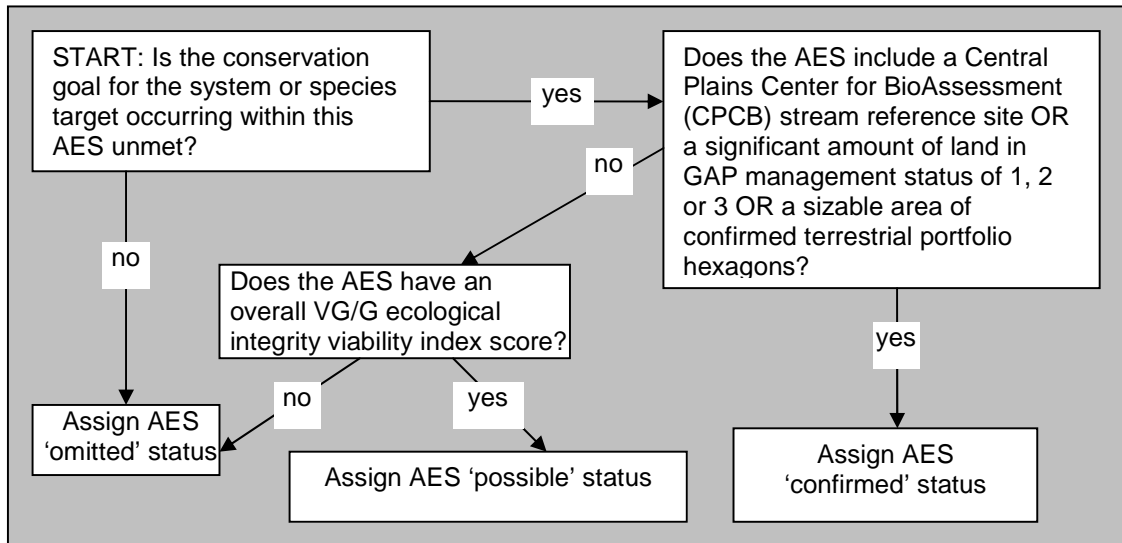 START: Is the conservation
goal for the system or species
target occurring within this
AES unmet?
yes
Does the AES include a Central
Plains Center for BioAssessment
(CPCB) stream reference site OR
a significant amount of land in
GAP management status of 1, 2
or 3 OR a sizable area of
confirmed terrestrial portfolio
hexagons?
no
no
Does the AES have an
overall VG/G ecological
integrity viability index score?
yes
no
yes
Assign AES
‘omitted’ status
Assign AES ‘possible’ status
Assign AES
‘confirmed’ status